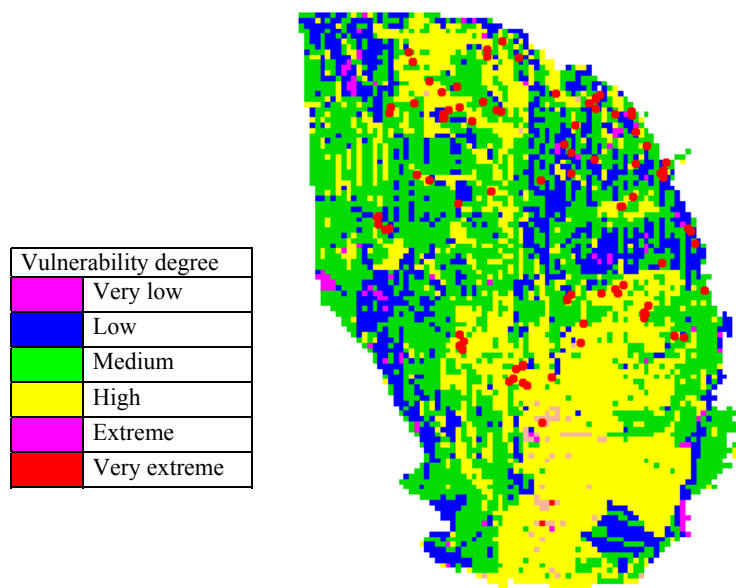 Vulnerability degree
Very low
Low
Medium
High
Extreme
Very extreme